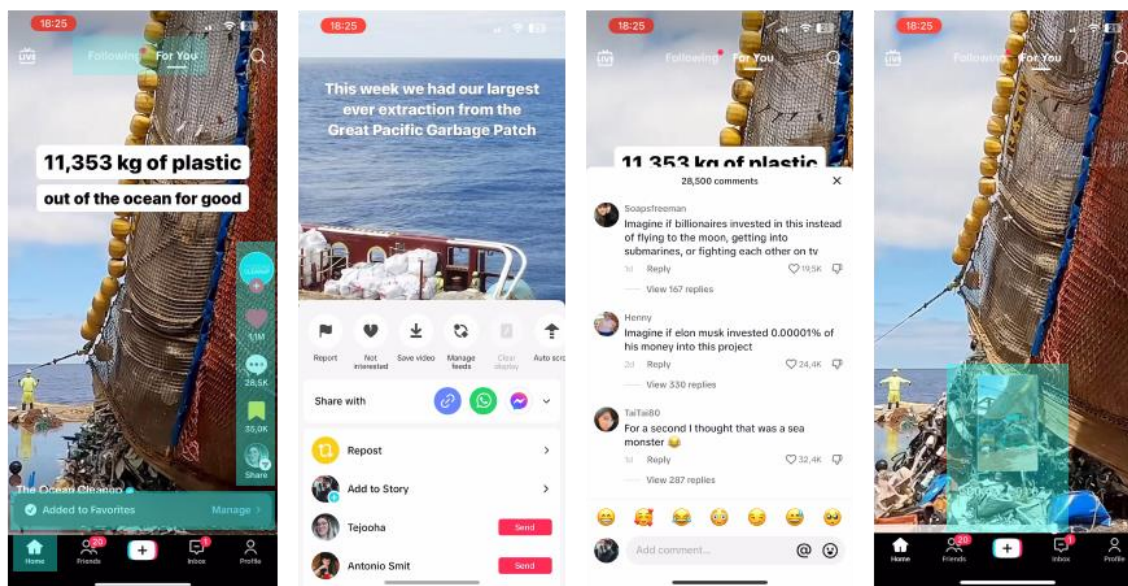 18:25
LIVE
Following
For You
11,353 kg of plastic
out of the ocean for good
CLEANUP
1,1M
28,5K
35,0K
Share
The Ocean Cleanup
Added to Favorites
Manage >
Home
20
Friends
1
Inbox
Profile
18:25
This week we had our largest
ever extraction from the
Great Pacific Garbage Patch
Report
Not
interested
Save video
Manage
feeds
Clear
display
Auto scro
Share with
Repost
Add to Story
Tejooha
Send
Antonio Smit
Send
18:25
LIVE
Following
For You
11,353 kg of plastic
28,500 comments
Soapsfreeman
Imagine if billionaires invested in this instead
of flying to the moon, getting into
submarines, or fighting each other on tv
1d
Reply
19,5K
View 167 replies
Henny
Imagine if elon musk invested 0.00001% of
his money into this project
2d
Reply
24,4K
View 330 replies
TaiTai80
For a second I thought that was a sea
monster 😂
1d
Reply
32,4K
View 287 replies
Add comment...
@
18:25
LIVE
Following
For You
Home
20
Friends
1
Inbox
Profile